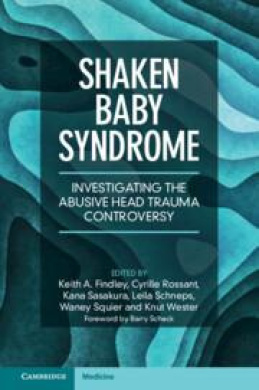 SHAKEN
BABY
SYNDROME
INVESTIGATING THE
ABUSIVE HEAD TRAUMA
CONTROVERSY
EDITED BY
Keith A. Findley, Cyrille Rossant,
Kana Sasakura, Leila Schneps,
Waney Squier and Knut Wester
Foreword by Barry Scheck
CAMBRIDGE Medicine